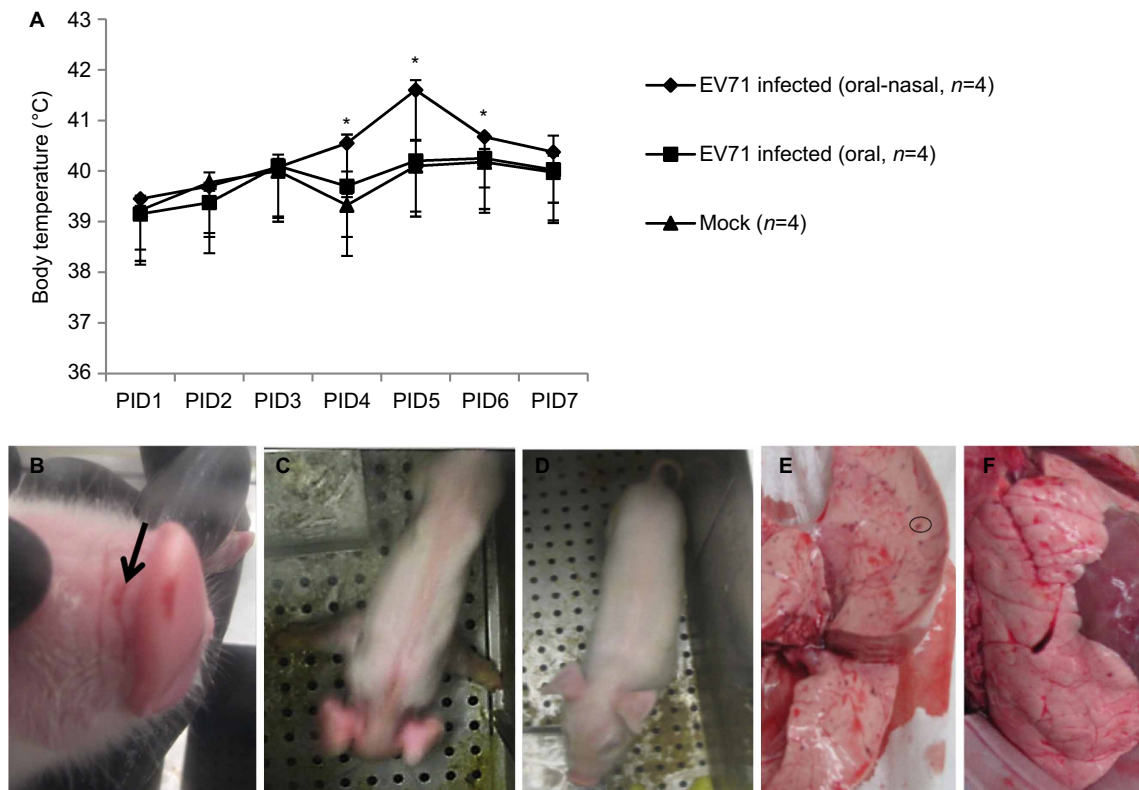 A
Body temperature (°C)
43
42
41
40
39
38
37
36
*
*
*
PID1 PID2 PID3 PID4 PID5 PID6 PID7
EV71 infected (oral-nasal, n=4)
EV71 infected (oral, n=4)
Mock (n=4)
B
C
D
E
F